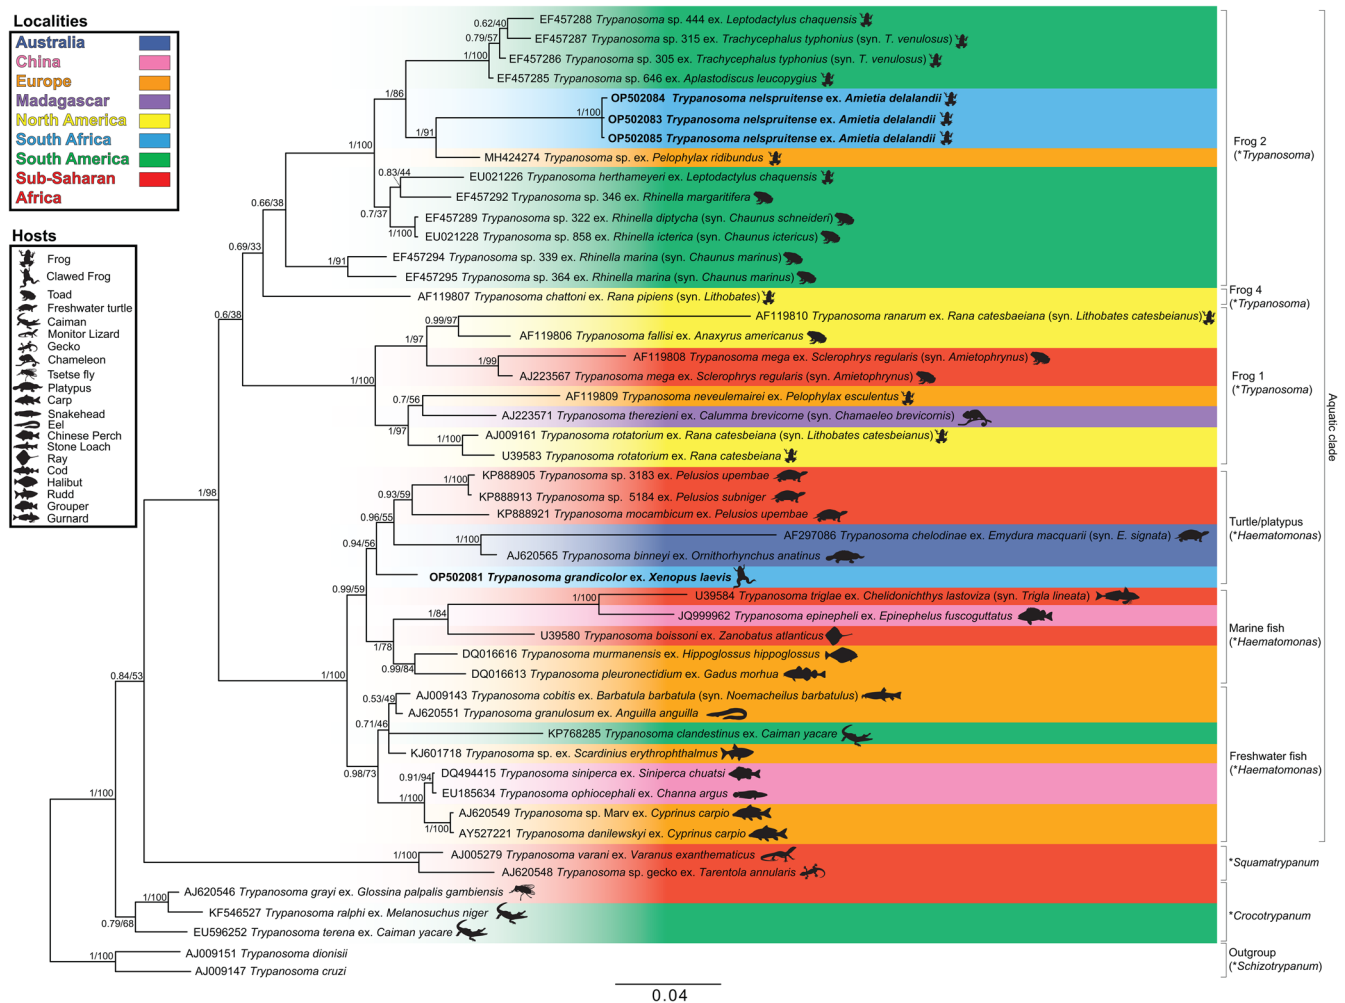 Localities
Australia
China
Europe
Madagascar
North America
South Africa
South America
Sub-Saharan
Africa
Hosts
Frog
Clawed Frog
Toad
Freshwater turtle
Caiman
Monitor Lizard
Gecko
Chameleon
Tsetse fly
Platypus
Carp
Snakehead
Eel
Chinese Perch
Stone Loach
Ray
Cod
Halibut
Rudd
Grouper
Gurnard
EF457288 Trypanosoma sp. 444 ex. Leptodactylus chaquensis
EF457287 Trypanosoma sp. 315 ex. Trachycephalus typhonius (syn. T. venulosus)
EF457286 Trypanosoma sp. 305 ex. Trachycephalus typhonius (syn. T. venulosus)
EF457285 Trypanosoma sp. 646 ex. Aplastodiscus leucopygius
OP502084 Trypanosoma nelspruitense ex. Amietia delalandii
OP502083 Trypanosoma nelspruitense ex. Amietia delalandii
OP502085 Trypanosoma nelspruitense ex. Amietia delalandii
MH424274 Trypanosoma sp. ex. Pelophylax ridibundus
EU021226 Trypanosoma herthameyeri ex. Leptodactylus chaquensis
EF457292 Trypanosoma sp. 346 ex. Rhinella margaritifera
EF457289 Trypanosoma sp. 322 ex. Rhinella diptycha (syn. Chaunus schneideri)
EU021228 Trypanosoma sp. 858 ex. Rhinella icterica (syn. Chaunus ictericus)
EF457294 Trypanosoma sp. 339 ex. Rhinella marina (syn. Chaunus marinus)
EF457295 Trypanosoma sp. 364 ex. Rhinella marina (syn. Chaunus marinus)
AF119807 Trypanosoma chattoni ex. Rana pipiens (syn. Lithobates)
AF119810 Trypanosoma ranarum ex. Rana catesbaeiana (syn. Lithobates catesbeianus)
AF119806 Trypanosoma fallisi ex. Anaxyrus americanus
AF119808 Trypanosoma mega ex. Sclerophrys regularis (syn. Amietophrynus)
AJ223567 Trypanosoma mega ex. Sclerophrys regularis (syn. Amietophrynus)
AF119809 Trypanosoma neveulemairei ex. Pelophylax esculentus
AJ223571 Trypanosoma therezieni ex. Calumma brevicorne (syn. Chamaeleo brevicornis)
AJ009161 Trypanosoma rotatorium ex. Rana catesbeiana (syn. Lithobates catesbeianus)
U39583 Trypanosoma rotatorium ex. Rana catesbeiana
KP888905 Trypanosoma sp. 3183 ex. Pelusios upembae
KP888913 Trypanosoma sp. 5184 ex. Pelusios subniger
KP888921 Trypanosoma mocambicum ex. Pelusios upembae
AF297086 Trypanosoma chelodinae ex. Emydura macquarii (syn. E. signata)
AJ620565 Trypanosoma binneyi ex. Ornithorhynchus anatinus
OP502081 Trypanosoma grandicolor ex. Xenopus laevis
U39584 Trypanosoma triglae ex. Chelidonichthys lastoviza (syn. Trigla lineata)
JQ999962 Trypanosoma epinepheli ex. Epinephelus fuscoguttatus
U39580 Trypanosoma boissoni ex. Zanobatus atlanticus
DQ016616 Trypanosoma murmanensis ex. Hippoglossus hippoglossus
DQ016613 Trypanosoma pleuronectidium ex. Gadus morhua
AJ009143 Trypanosoma cobitis ex. Barbatula barbatula (syn. Noemacheilus barbatulus)
AJ620551 Trypanosoma granulosum ex. Anguilla anguilla
KP768285 Trypanosoma clandestinus ex. Caiman yacare
KJ601718 Trypanosoma sp. ex. Scardinius erythrophthalmus
DQ494415 Trypanosoma siniperca ex. Siniperca chuatsi
EU185634 Trypanosoma ophiocephali ex. Channa argus
AJ620549 Trypanosoma sp. Marv ex. Cyprinus carpio
AY527221 Trypanosoma danilewskyi ex. Cyprinus carpio
AJ005279 Trypanosoma varani ex. Varanus exanthematicus
AJ620548 Trypanosoma sp. gecko ex. Tarentola annularis
AJ620546 Trypanosoma grayi ex. Glossina palpalis gambiensis
KF546527 Trypanosoma ralphi ex. Melanosuchus niger
EU596252 Trypanosoma terena ex. Caiman yacare
AJ009151 Trypanosoma dionisii
AJ009147 Trypanosoma cruzi
0.62/40
0.79/57
1/100
1/86
1/100
1/91
1/100
0.83/44
0.7/37
1/100
0.66/38
0.69/33
1/91
0.6/38
0.99/97
1/97
1/99
1/100
0.7/56
1/97
1/100
1/98
1/100
0.93/59
0.96/55
0.94/56
1/100
0.99/59
1/100
1/84
1/78
0.99/84
1/100
0.84/53
0.53/49
0.71/46
0.98/73
0.91/94
1/100
1/100
1/100
1/100
1/100
0.79/68
1/100
Frog 2
(*Trypanosoma)
Frog 4
(*Trypanosoma)
Frog 1
(*Trypanosoma)
Turtle/platypus
(*Haematomonas)
Marine fish
(*Haematomonas)
Freshwater fish
(*Haematomonas)
*Squamatrypanum
*Crocotrypanum
Outgroup
(*Schizotrypanum)
Aquatic clade
0.04